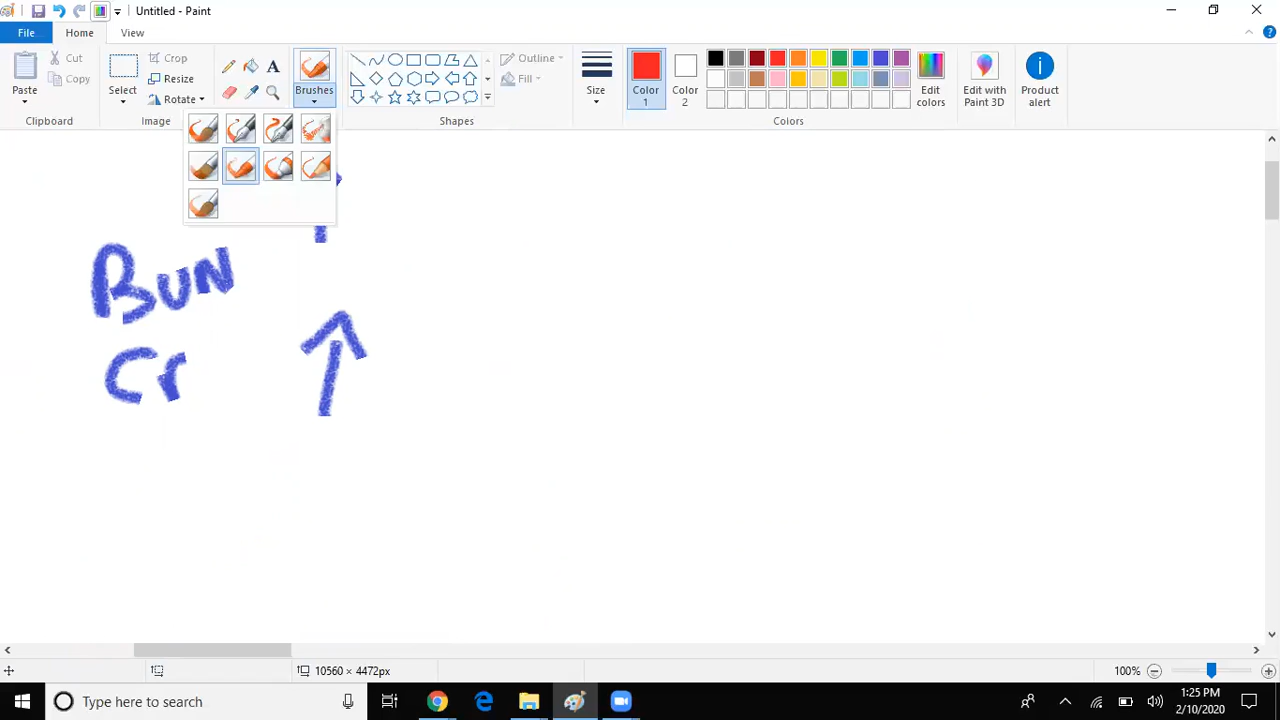 Untitled - Paint
File
Home
View
Paste
Cut
Copy
Clipboard
Select
Crop
Resize
Rotate
Image
A
Brushes
Outline
Fill
Shapes
Size
Color 1
Color 2
Edit colors
Edit with Paint 3D
Product alert
Colors
BUN
Cr
10560 × 4472px
100%
Type here to search
1:25 PM
2/10/2020